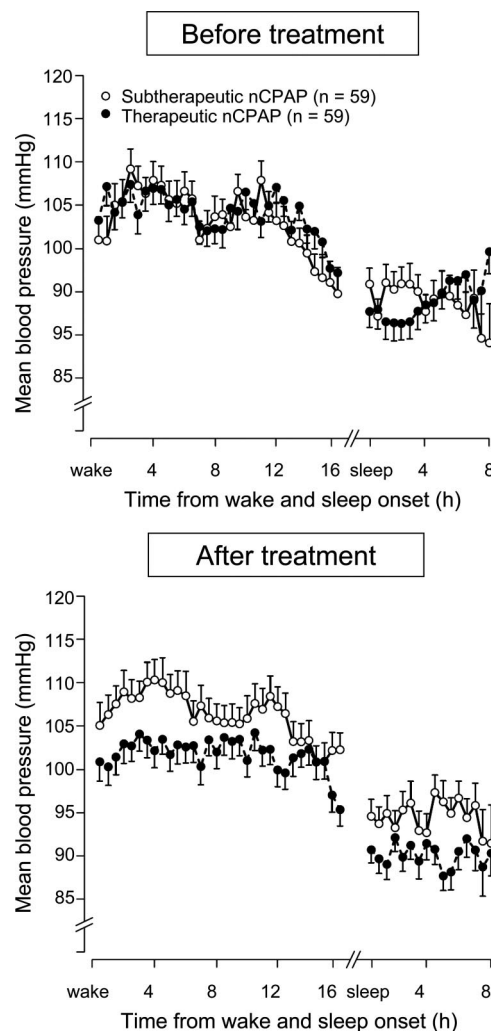 Before treatment
120
Subtherapeutic nCPAP (n = 59)
Therapeutic nCPAP (n = 59)
110
105
100
90
95
85
Mean blood pressure (mmHg)
wake 4 8 12 16 sleep 4 8
Time from wake and sleep onset (h)
After treatment
120
115
110
105
100
95
90
85
Mean blood pressure (mmHg)
wake 4 8 12 16 sleep 4 8
Time from wake and sleep onset (h)